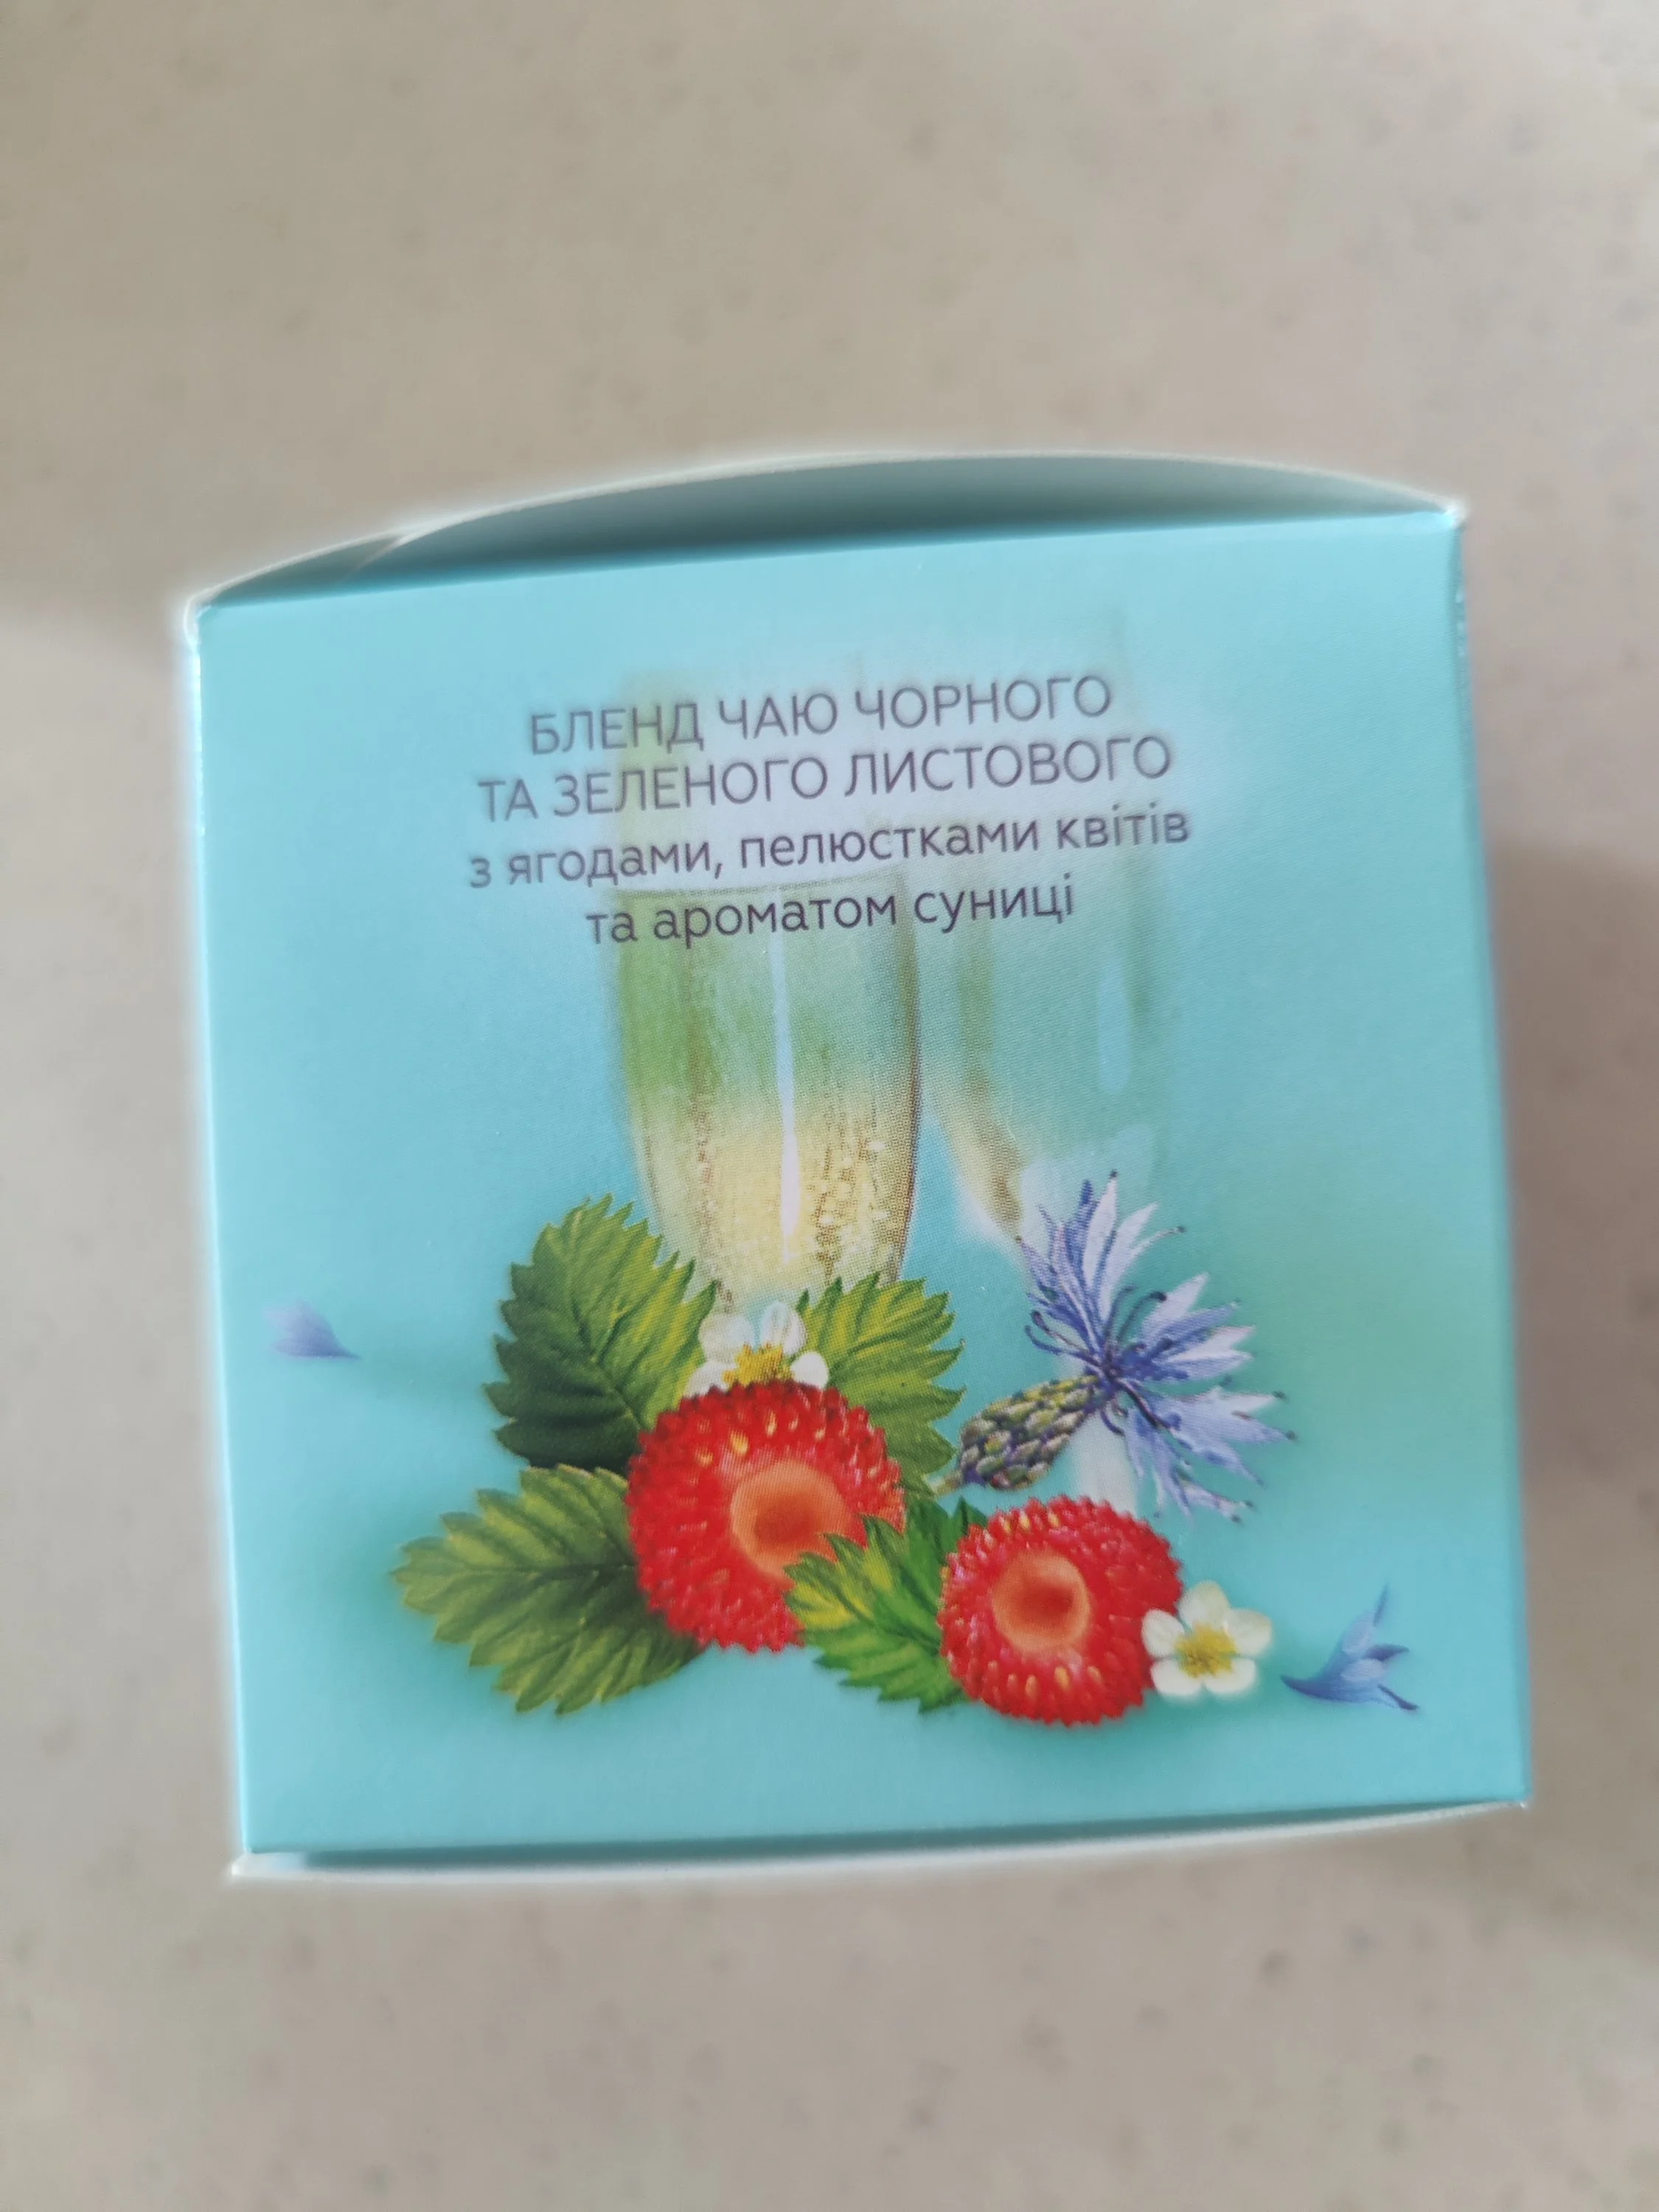 БЛЕНД ЧАЮ ЧОРНОГО
ТА ЗЕЛЕНОГО ЛИСТОВОГО
з ягодами, пелюстками квітів
та ароматом суниці